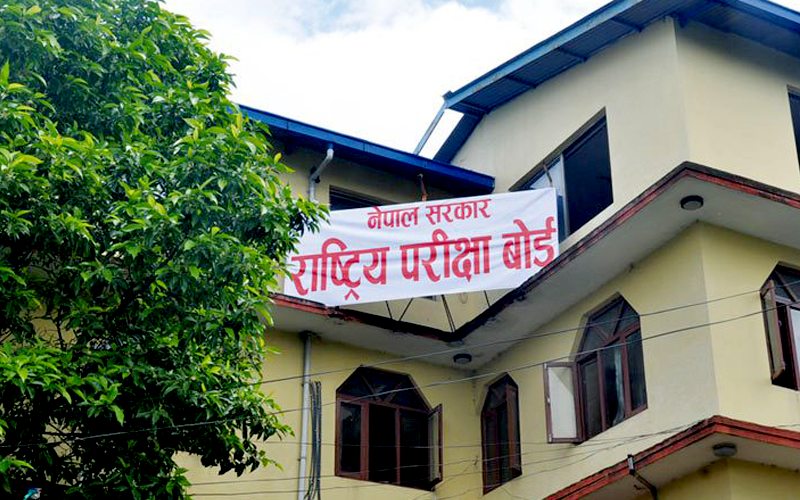 नेपाल सरकार
राष्ट्रिय परीक्षा बोर्ड